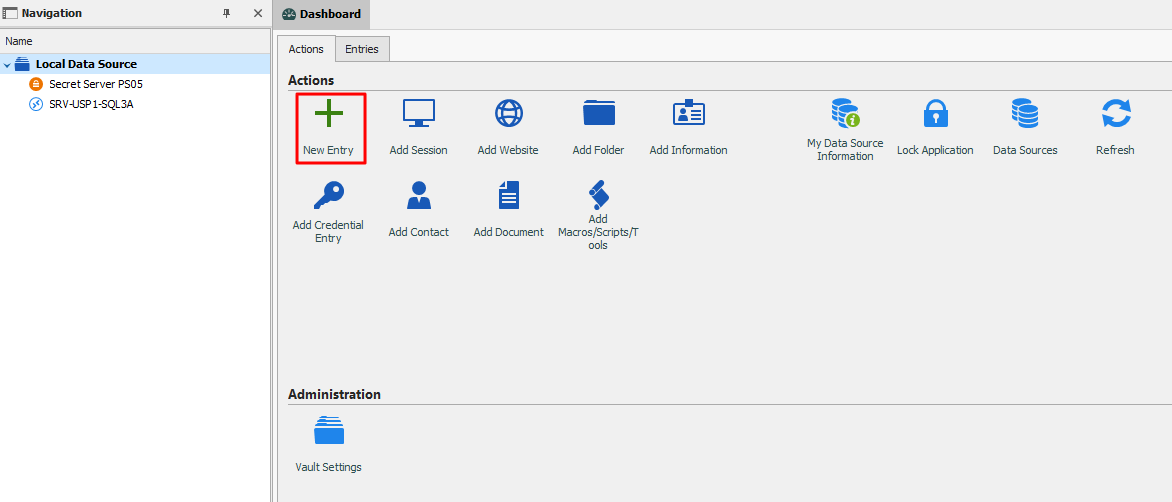 Navigation
Name
Local Data Source
Secret Server PS05
SRV-USP1-SQL3A
Dashboard
Actions
Entries
Actions
New Entry
Add Session
Add Website
Add Folder
Add Information
My Data Source
Information
Lock Application
Data Sources
Refresh
Add Credential
Entry
Add Contact
Add Document
Add
Macros/Scripts/T
ools
Administration
Vault Settings